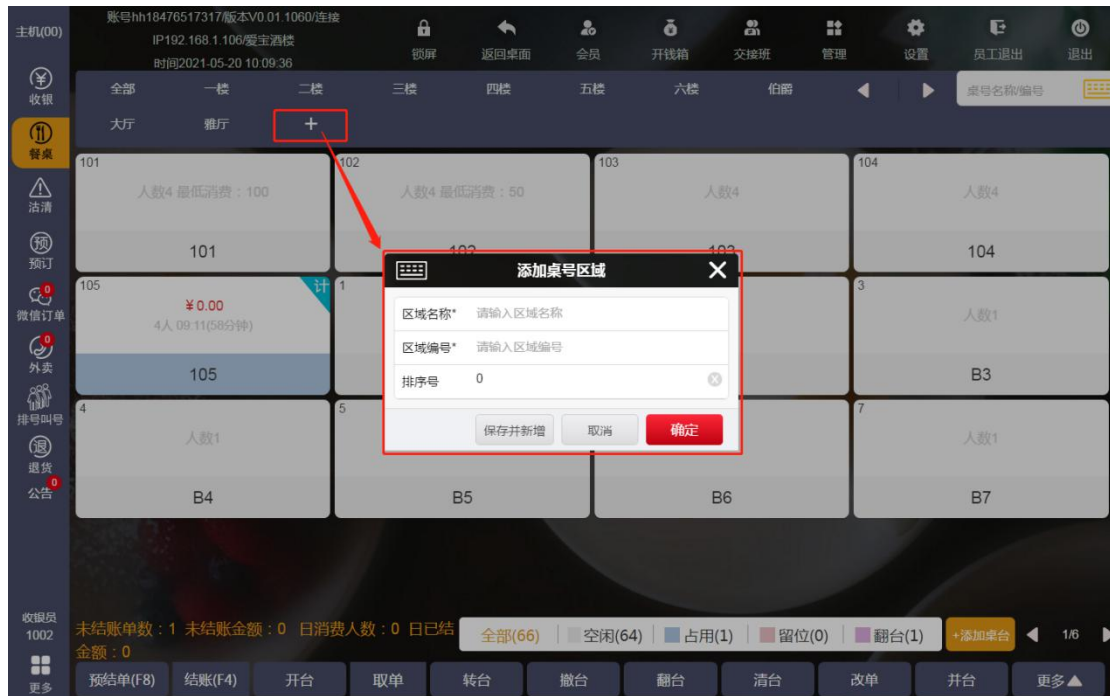 主机(00)
账号hh18476517317/版本V0.01.1060/连接
IP192.168.1.106/爱宝酒楼
时间2021-05-20 10:09:36
锁屏
返回桌面
会员
开钱箱
交接班
管理
设置
员工退出
退出
收银
餐桌
沽清
预
预订
0
微信订单
0
外卖
排号叫号
退
退货
0
公告
收银员
1002
更多
全部
一楼
二楼
三楼
四楼
五楼
六楼
伯爵
桌号名称/编号
大厅
雅厅
+
101
人数4 最低消费：100
101
102
人数4 最低消费：50
102
103
人数4
103
104
人数4
104
105
计
¥0.00
4人 09:11(58分钟)
105
1
3
人数1
B3
4
人数1
B4
5
B5
B6
7
人数1
B7
添加桌号区域
区域名称* 请输入区域名称
区域编号* 请输入区域编号
排序号 0
保存并新增
取消
确定
未结账单数：1 未结账金额：0 日消费人数：0 日已结
金额：0
全部(66)
空闲(64)
占用(1)
留位(0)
翻台(1)
+添加桌台
1/6
预结单(F8)
结账(F4)
开台
取单
转台
撤台
翻台
清台
改单
并台
更多